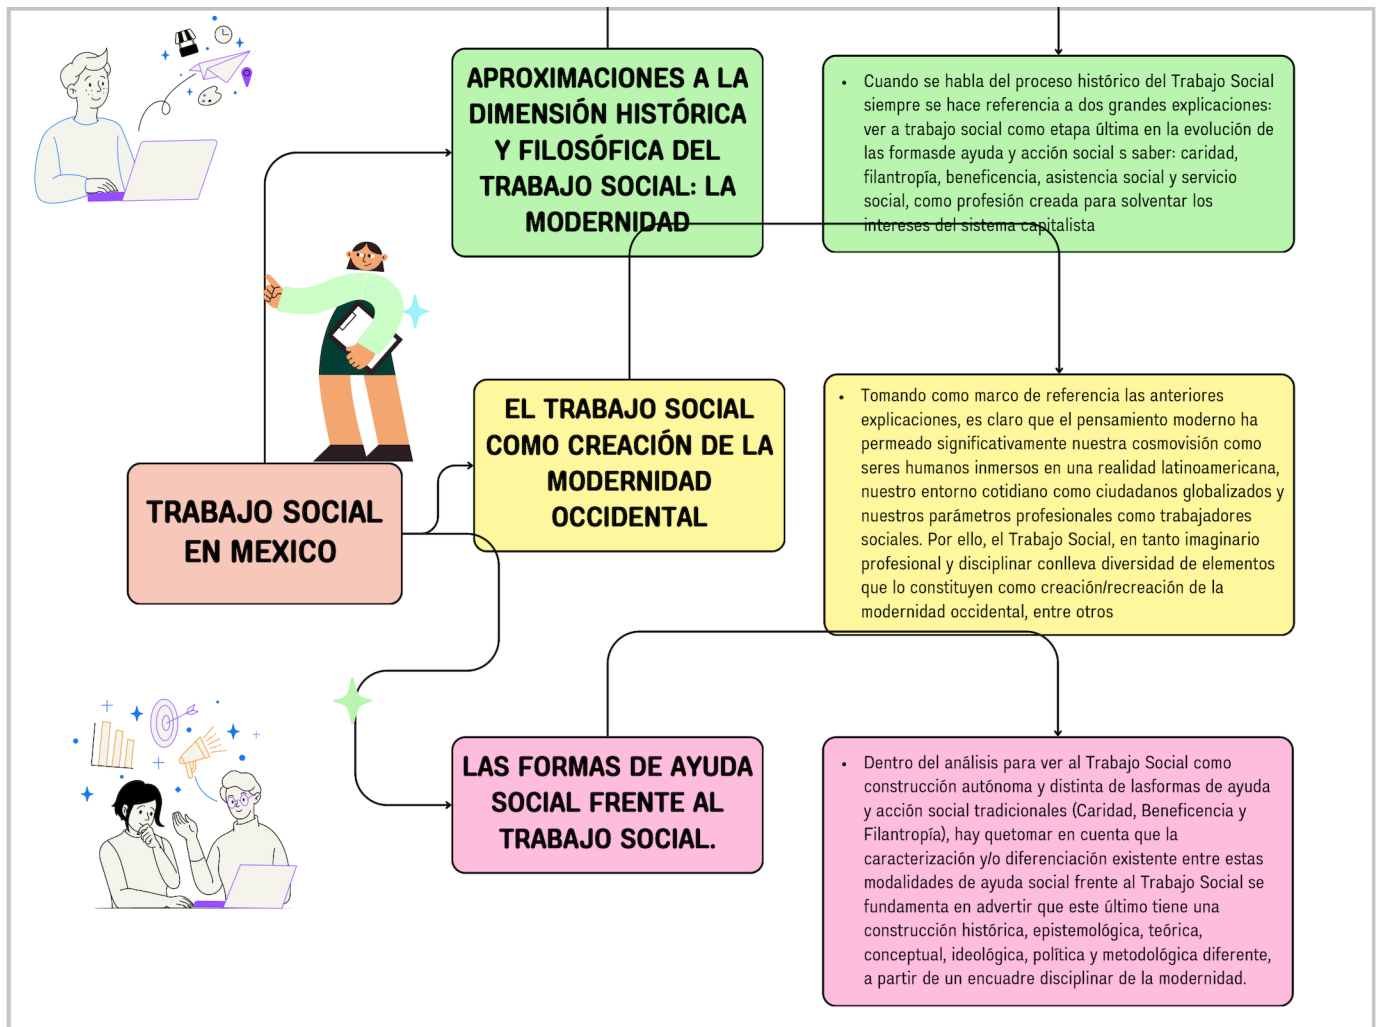 APROXIMACIONES A LA
DIMENSIÓN HISTÓRICA
Y FILOSÓFICA DEL
TRABAJO SOCIAL: LA
MODERNIDAD
• Cuando se habla del proceso histórico del Trabajo Social
siempre se hace referencia a dos grandes explicaciones:
ver a trabajo social como etapa última en la evolución de
las formasde ayuda y acción social s saber: caridad,
filantropía, beneficencia, asistencia social y servicio
social, como profesión creada para solventar los
intereses del sistema capitalista
TRABAJO SOCIAL
EN MEXICO
EL TRABAJO SOCIAL
COMO CREACIÓN DE LA
MODERNIDAD
OCCIDENTAL
• Tomando como marco de referencia las anteriores
explicaciones, es claro que el pensamiento moderno ha
permeado significativamente nuestra cosmovisión como
seres humanos inmersos en una realidad latinoamericana,
nuestro entorno cotidiano como ciudadanos globalizados y
nuestros parámetros profesionales como trabajadores
sociales. Por ello, el Trabajo Social, en tanto imaginario
profesional y disciplinar conlleva diversidad de elementos
que lo constituyen como creación/recreación de la
modernidad occidental, entre otros
LAS FORMAS DE AYUDA
SOCIAL FRENTE AL
TRABAJO SOCIAL.
• Dentro del análisis para ver al Trabajo Social como
construcción autónoma y distinta de lasformas de ayuda
y acción social tradicionales (Caridad, Beneficencia y
Filantropía), hay quetomar en cuenta que la
caracterización y/o diferenciación existente entre estas
modalidades de ayuda social frente al Trabajo Social se
fundamenta en advertir que este último tiene una
construcción histórica, epistemológica, teórica,
conceptual, ideológica, política y metodológica diferente,
a partir de un encuadre disciplinar de la modernidad.